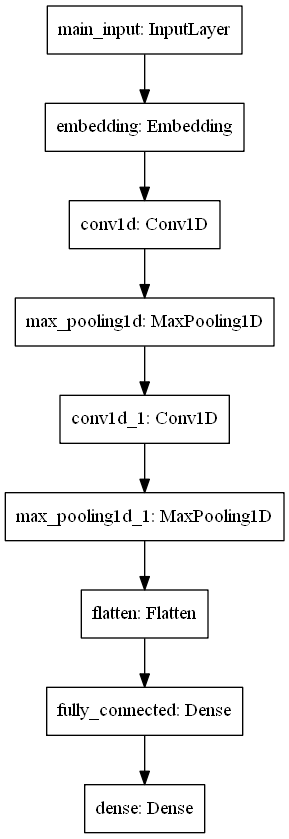 main_input: InputLayer
embedding: Embedding
conv1d: Conv1D
max_pooling1d: MaxPooling1D
conv1d_1: Conv1D
max_pooling1d_1: MaxPooling1D
flatten: Flatten
fully_connected: Dense
dense: Dense